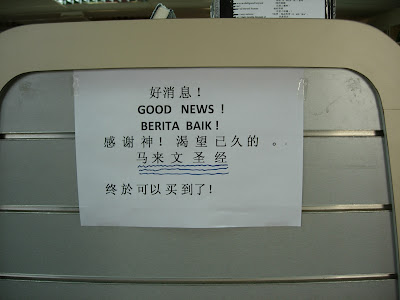 好消息！
GOOD NEWS！
BERITA BAIK！
感谢神！渴望已久的 。
马来文圣经
终於可以买到了！